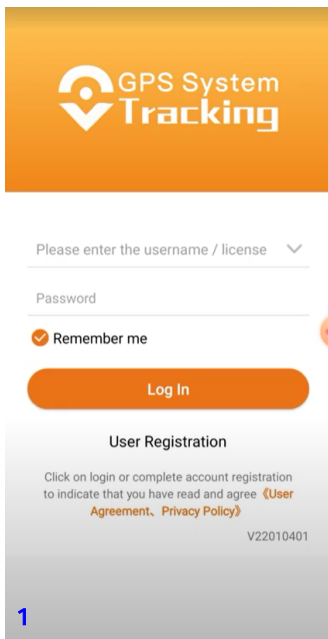 GPS System
Tracking
Please enter the username / license
Password
Remember me
Log In
User Registration
Click on login or complete account registration
to indicate that you have read and agree 《User
Agreement、Privacy Policy》
V22010401
1